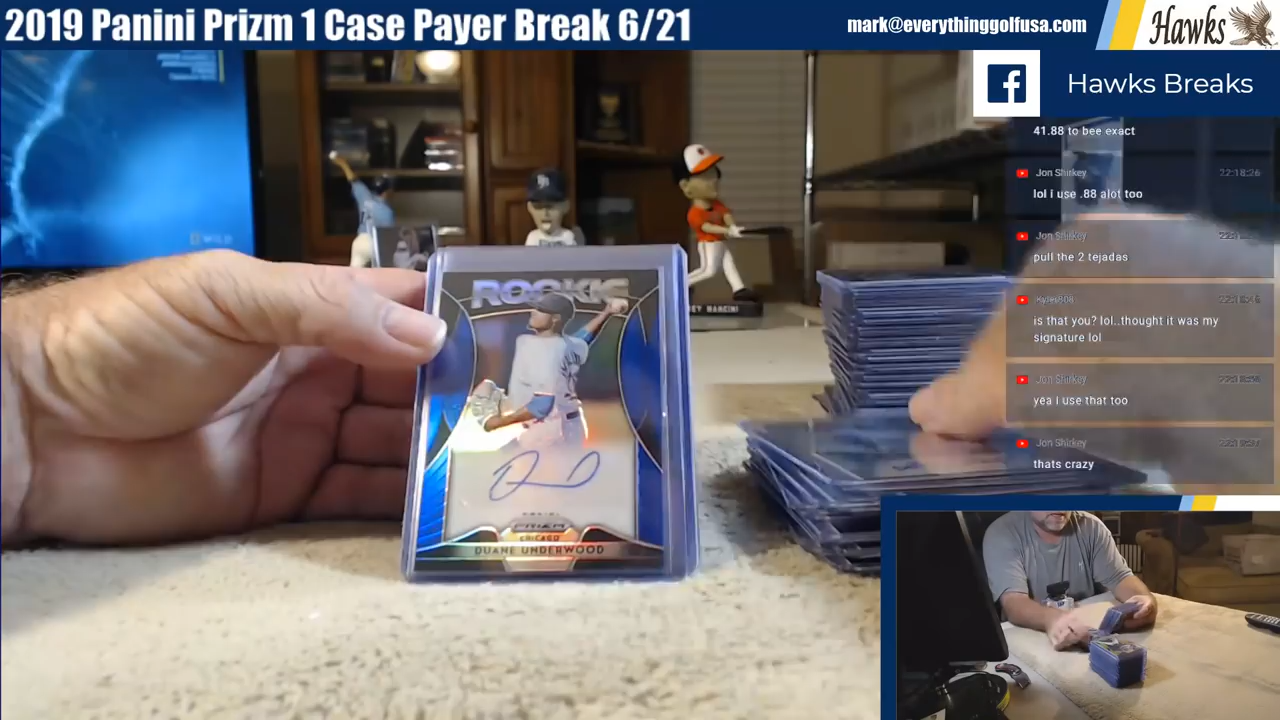 2019 Panini Prizm 1 Case Payer Break 6/21
mark@everythinggolfusa.com
Hawks
Hawks Breaks
41.88 to bee exact
Jon Shirkey
22:18:26
lol i use .88 alot too
Jon Shirkey
pull the 2 tejadas
Kyler808
is that you? lol..thought it was my
signature lol
Jon Shirkey
yea i use that too
Jon Shirkey
thats crazy
ROOKIE
PRIZM
CHICAGO
DUANE UNDERWOOD
WILD